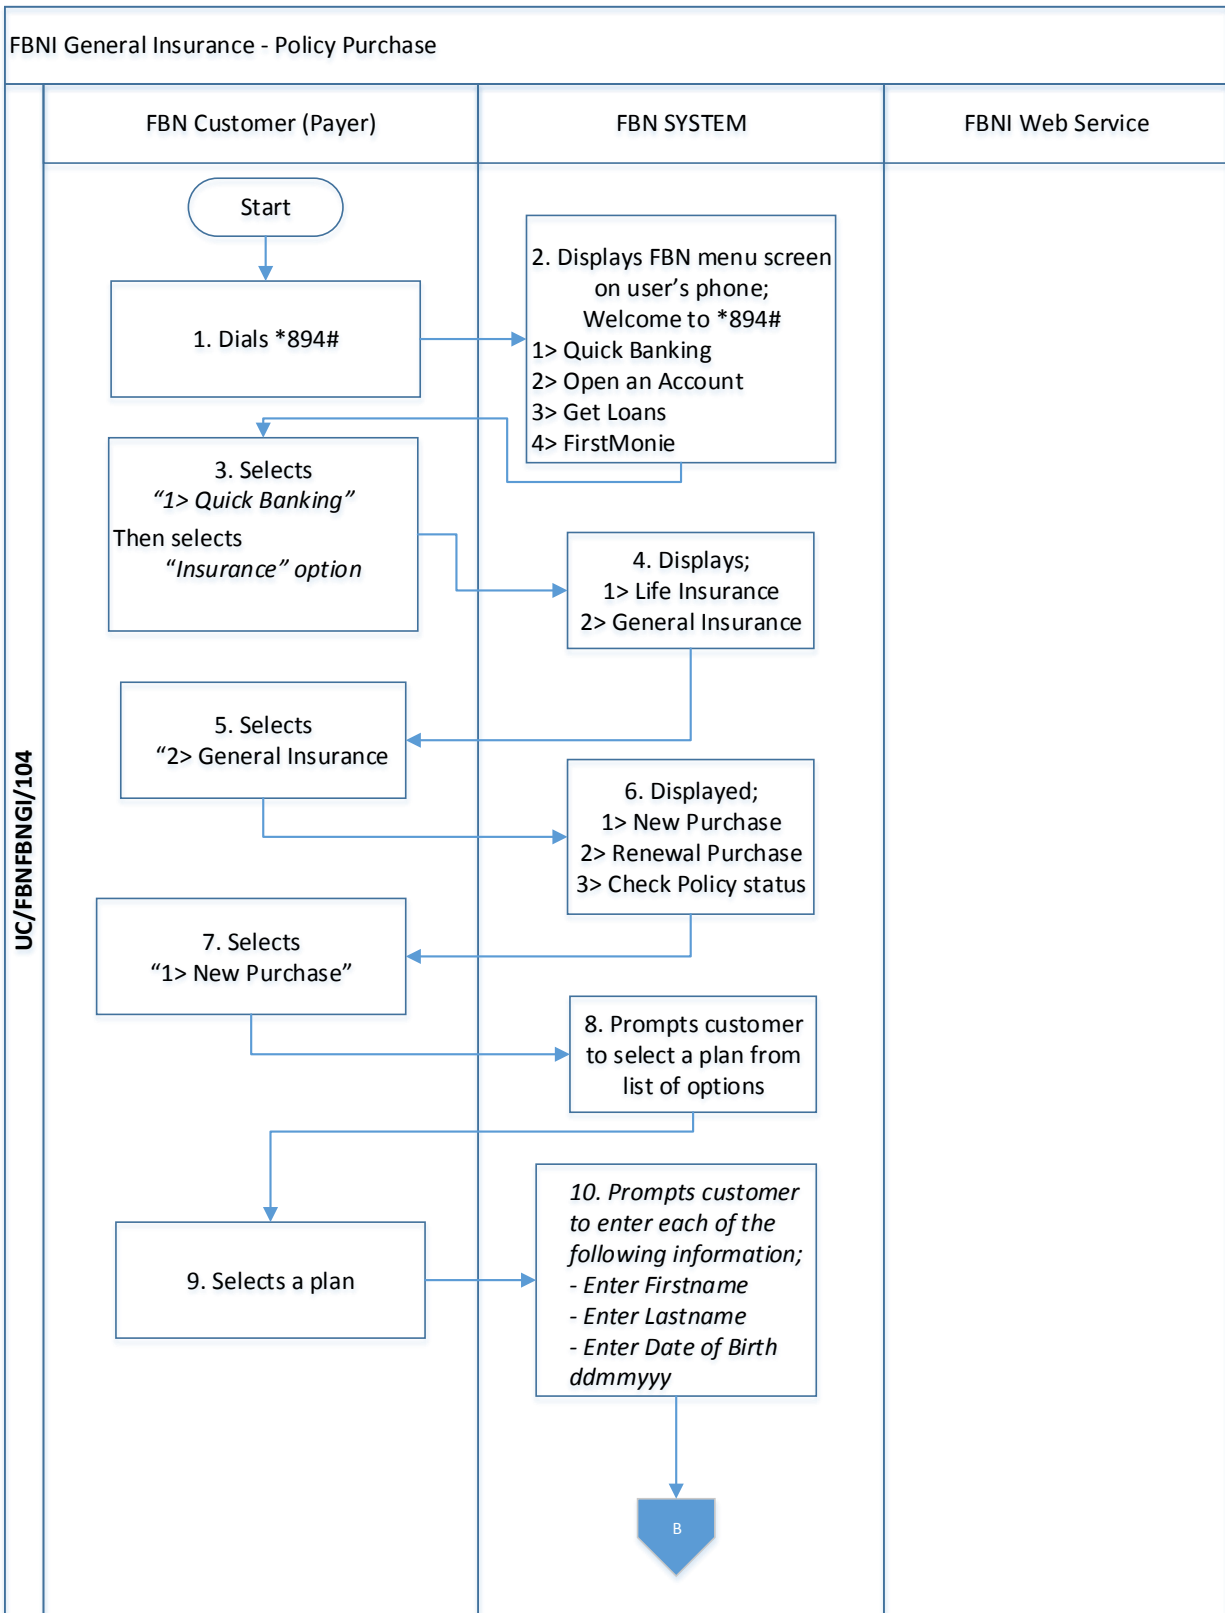 FBNI General Insurance - Policy Purchase
FBN Customer (Payer)
FBN SYSTEM
FBNI Web Service
UC/FBNFBNGI/104
Start
1. Dials *894#
2. Displays FBN menu screen
on user’s phone;
Welcome to *894#
1> Quick Banking
2> Open an Account
3> Get Loans
4> FirstMonie
3. Selects
“1> Quick Banking”
Then selects
“Insurance” option
4. Displays;
1> Life Insurance
2> General Insurance
5. Selects
“2> General Insurance
6. Displayed;
1> New Purchase
2> Renewal Purchase
3> Check Policy status
7. Selects
“1> New Purchase”
8. Prompts customer
to select a plan from
list of options
9. Selects a plan
10. Prompts customer
to enter each of the
following information;
- Enter Firstname
- Enter Lastname
- Enter Date of Birth
ddmmyyy
B